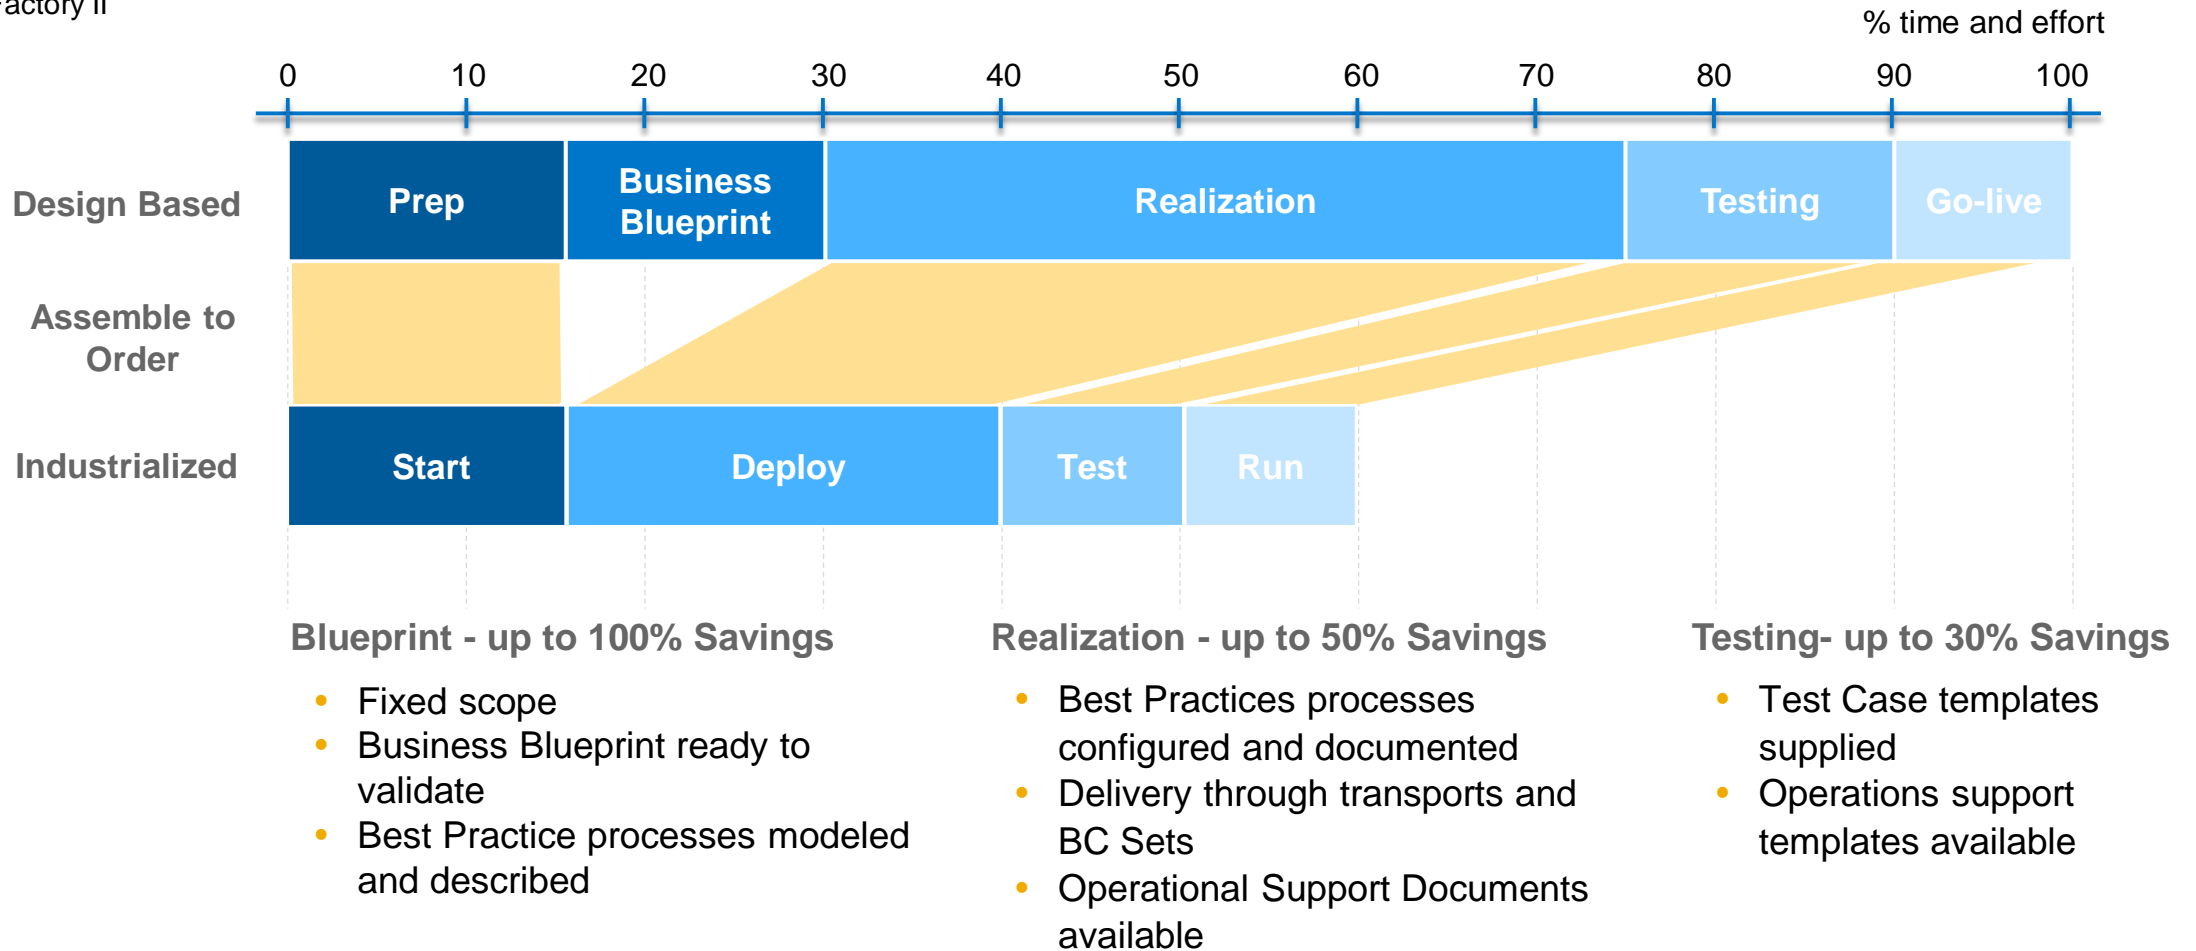 Factory II
% time and effort
0 10 20 30 40 50 60 70 80 90 100
Design Based
Prep
Business
Blueprint
Realization
Testing
Go-live
Assemble to
Order
Industrialized
Start
Deploy
Test
Run
Blueprint - up to 100% Savings
• Fixed scope
• Business Blueprint ready to
validate
• Best Practice processes modeled
and described
Realization - up to 50% Savings
• Best Practices processes
configured and documented
• Delivery through transports and
BC Sets
• Operational Support Documents
available
Testing- up to 30% Savings
• Test Case templates
supplied
• Operations support
templates available